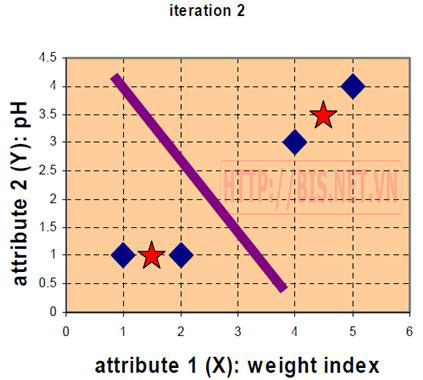 iteration 2
attribute 2 (Y): pH
4.5
4
3.5
3
2.5
2
1.5
1
0.5
0
HTTP://BIS.NET.VN
0 1 2 3 4 5 6
attribute 1 (X): weight index